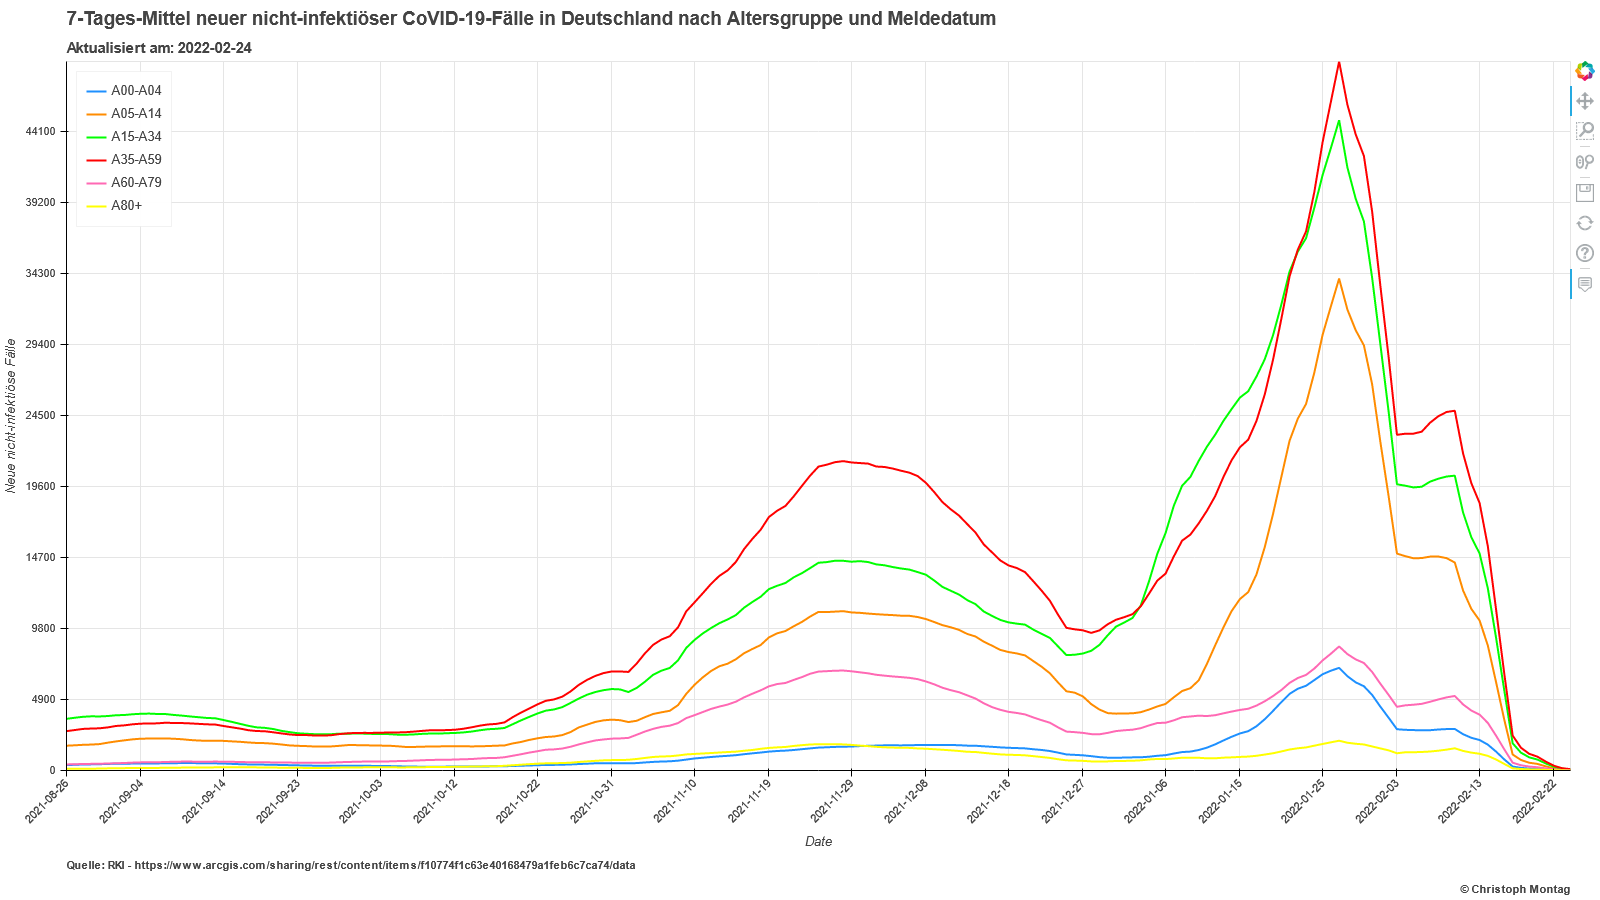 7-Tages-Mittel neuer nicht-infektiöser CoVID-19-Fälle in Deutschland nach Altersgruppe und Meldedatum
Aktualisiert am: 2022-02-24
A00-A04
A05-A14
A15-A34
A35-A59
A60-A79
A80+
44100
39200
34300
29400
24500
19600
14700
9800
4900
0
Neue nicht-infektiöse Fälle
2021-08-26
2021-09-04
2021-09-14
2021-09-23
2021-10-03
2021-10-12
2021-10-22
2021-10-31
2021-11-10
2021-11-19
2021-11-29
2021-12-08
2021-12-18
2021-12-27
2022-01-06
2022-01-15
2022-01-25
2022-02-03
2022-02-13
2022-02-22
Date
Quelle: RKI - https://www.arcgis.com/sharing/rest/content/items/f10774f1c63e40168479a1feb6c7ca74/data
© Christoph Montag